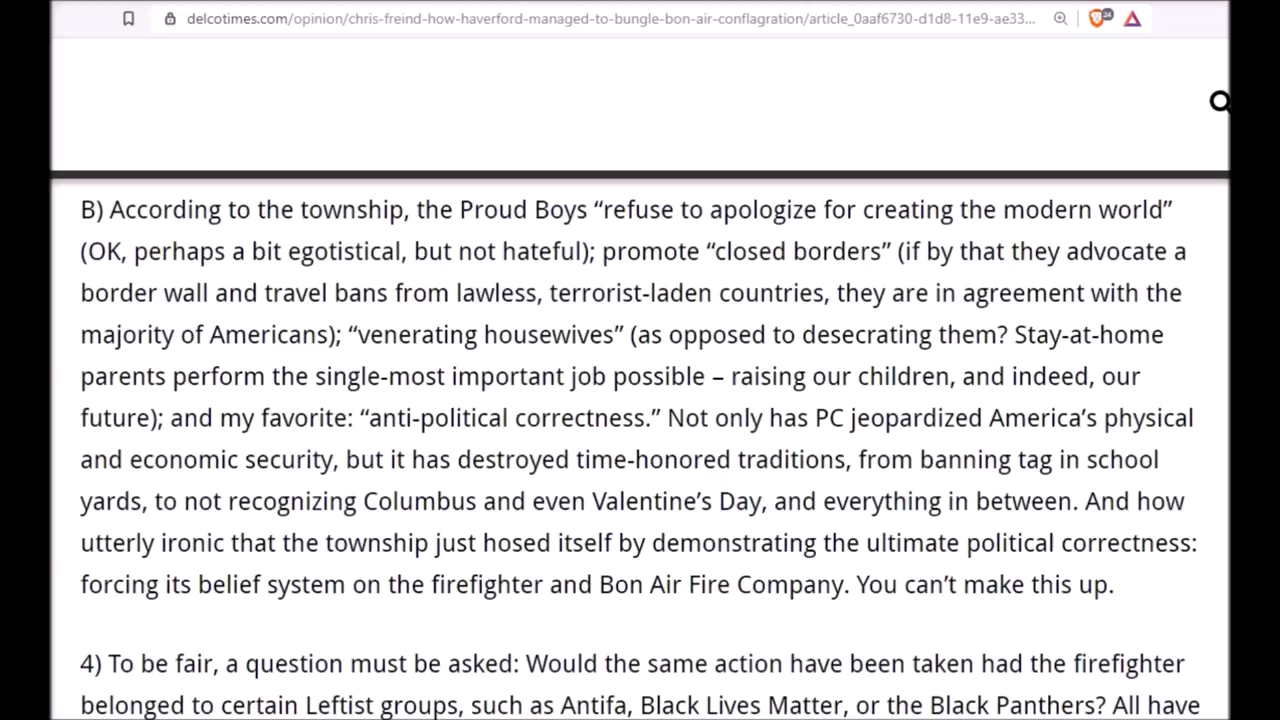 delcotimes.com/opinion/chris-freind-how-haverford-managed-to-bungle-bon-air-conflagration/article_0aaf6730-d1d8-11e9-ae33...
24
B) According to the township, the Proud Boys “refuse to apologize for creating the modern world”
(OK, perhaps a bit egotistical, but not hateful); promote “closed borders” (if by that they advocate a
border wall and travel bans from lawless, terrorist-laden countries, they are in agreement with the
majority of Americans); “venerating housewives” (as opposed to desecrating them? Stay-at-home
parents perform the single-most important job possible – raising our children, and indeed, our
future); and my favorite: “anti-political correctness.” Not only has PC jeopardized America’s physical
and economic security, but it has destroyed time-honored traditions, from banning tag in school
yards, to not recognizing Columbus and even Valentine’s Day, and everything in between. And how
utterly ironic that the township just hosed itself by demonstrating the ultimate political correctness:
forcing its belief system on the firefighter and Bon Air Fire Company. You can’t make this up.
4) To be fair, a question must be asked: Would the same action have been taken had the firefighter
belonged to certain Leftist groups, such as Antifa, Black Lives Matter, or the Black Panthers? All have